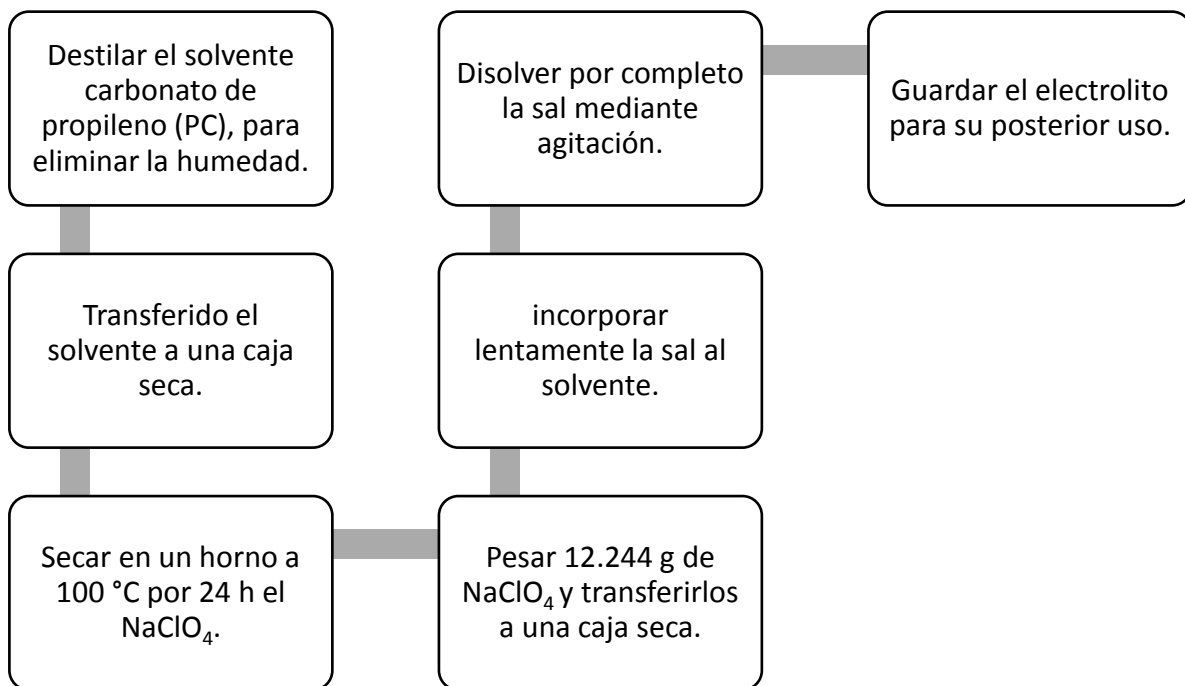 Destilar el solvente
carbonato de
propileno (PC), para
eliminar la humedad.
Transferido el
solvente a una caja
seca.
Secar en un horno a
100 °C por 24 h el
NaClO₄.
Pesar 12.244 g de
NaClO₄ y transferirlos
a una caja seca.
incorporar
lentamente la sal al
solvente.
Disolver por completo
la sal mediante
agitación.
Guardar el electrolito
para su posterior uso.